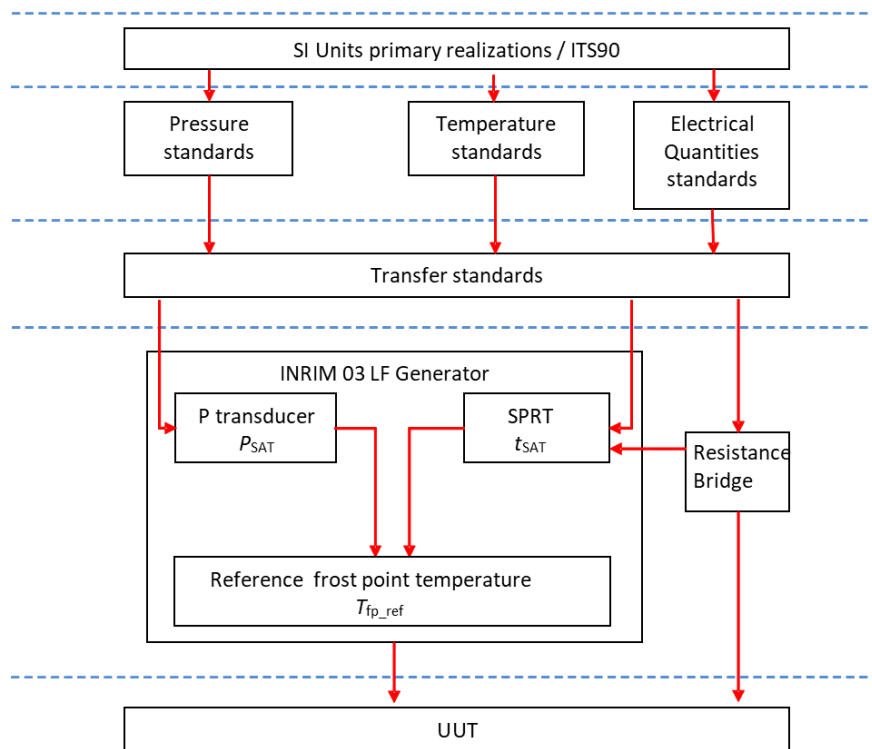 SI Units primary realizations / ITS90
Pressure
standards
Temperature
standards
Electrical
Quantities
standards
Transfer standards
INRIM 03 LF Generator
P transducer
PSAT
SPRT
tSAT
Resistance
Bridge
Reference frost point temperature
Tfp_ref
UUT